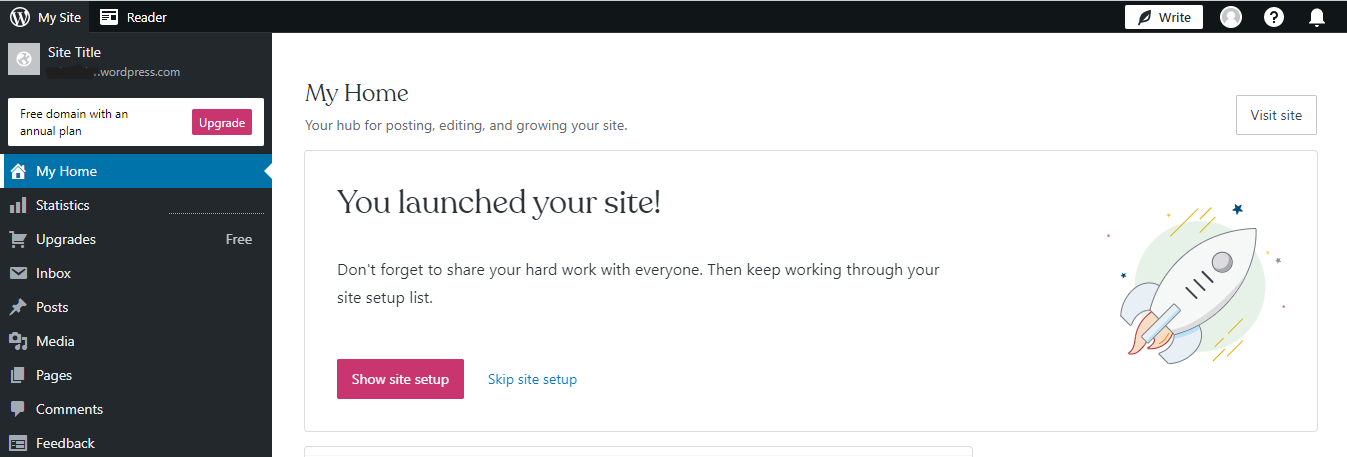 My Site Reader Write
Site Title
.wordpress.com
Free domain with an
annual plan
Upgrade
My Home
Statistics
Upgrades Free
Inbox
Posts
Media
Pages
Comments
Feedback
My Home
Your hub for posting, editing, and growing your site.
Visit site
You launched your site!
Don't forget to share your hard work with everyone. Then keep working through your
site setup list.
Show site setup Skip site setup